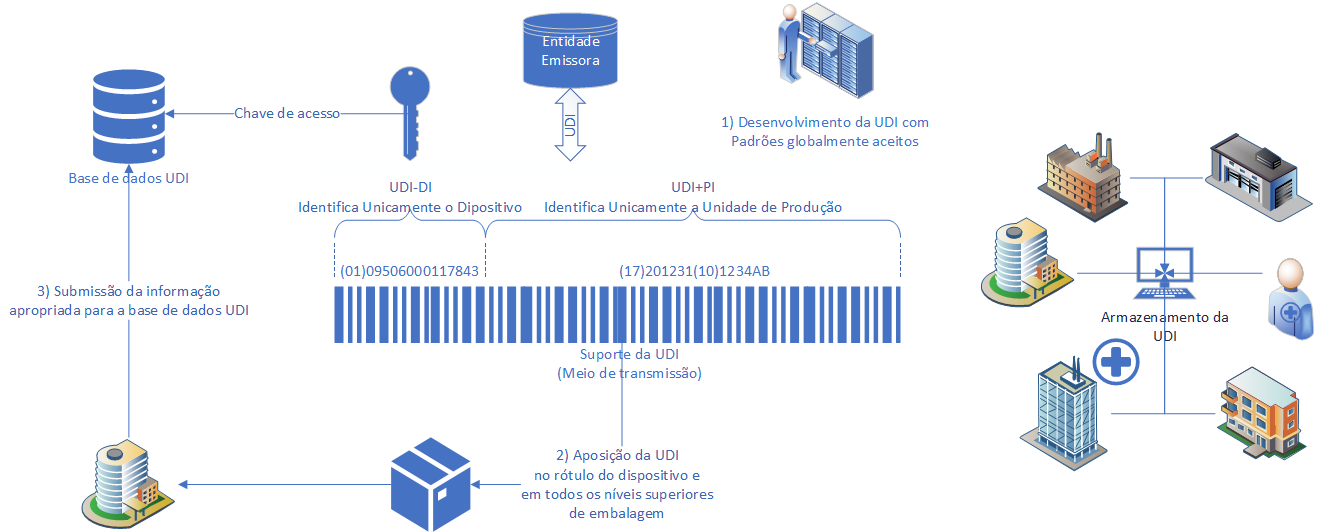 Entidade
Emissora
UDI
1) Desenvolvimento da UDI com
Padrões globalmente aceitos
Chave de acesso
Base de dados UDI
UDI-DI
Identifica Unicamente o Dipositivo
UDI+PI
Identifica Unicamente a Unidade de Produção
(01)09506000117843
(17)201231(10)1234AB
Suporte da UDI
(Meio de transmissão)
3) Submissão da informação
apropriada para a base de dados UDI
Armazenamento da
UDI
2) Aposição da UDI
no rótulo do dispositivo e
em todos os níveis superiores
de embalagem